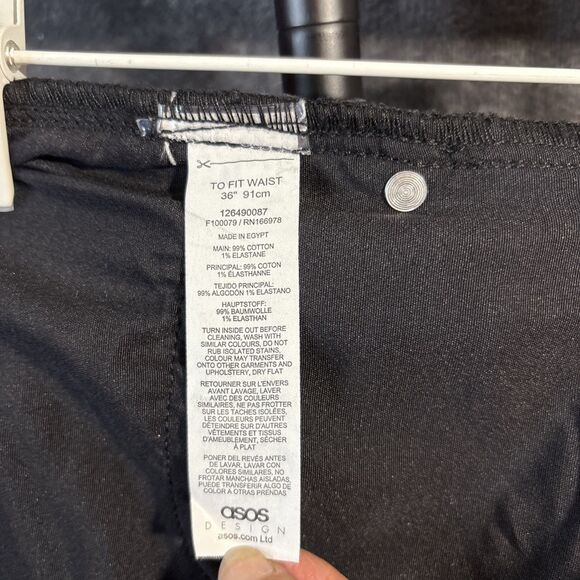 TO FIT WAIST
36" 91cm
126490087
F100079 / RN166978
MADE IN EGYPT
MAIN: 99% COTTON
1% ELASTANE
PRINCIPAL: 99% COTON
1% ÉLASTHANNE
TEJIDO PRINCIPAL:
99% ALGODÓN 1% ELASTANO
HAUPTSTOFF:
99% BAUMWOLLE
1% ELASTHAN
TURN INSIDE OUT BEFORE
CLEANING, WASH WITH
SIMILAR COLOURS, DO NOT
RUB ISOLATED STAINS,
COLOUR MAY TRANSFER
ONTO OTHER GARMENTS AND
UPHOLSTERY, DRY FLAT
RETOURNER SUR L'ENVERS
AVANT LAVAGE, LAVER
AVEC DES COULEURS
SIMILAIRES, NE PAS FROTTER
SUR LES TACHES ISOLÉES,
LES COULEURS PEUVENT
DÉTEINDRE SUR D'AUTRES
VÊTEMENTS ET TISSUS
D'AMEUBLEMENT, SÉCHER
À PLAT
PONER DEL REVÉS ANTES
DE LAVAR, LAVAR CON
COLORES SIMILARES, NO
FROTAR MANCHAS AISLADAS,
PUEDE TRANSFERIR ALGO DE
COLOR A OTRAS PRENDAS
asos
DESIGN
asos.com Ltd